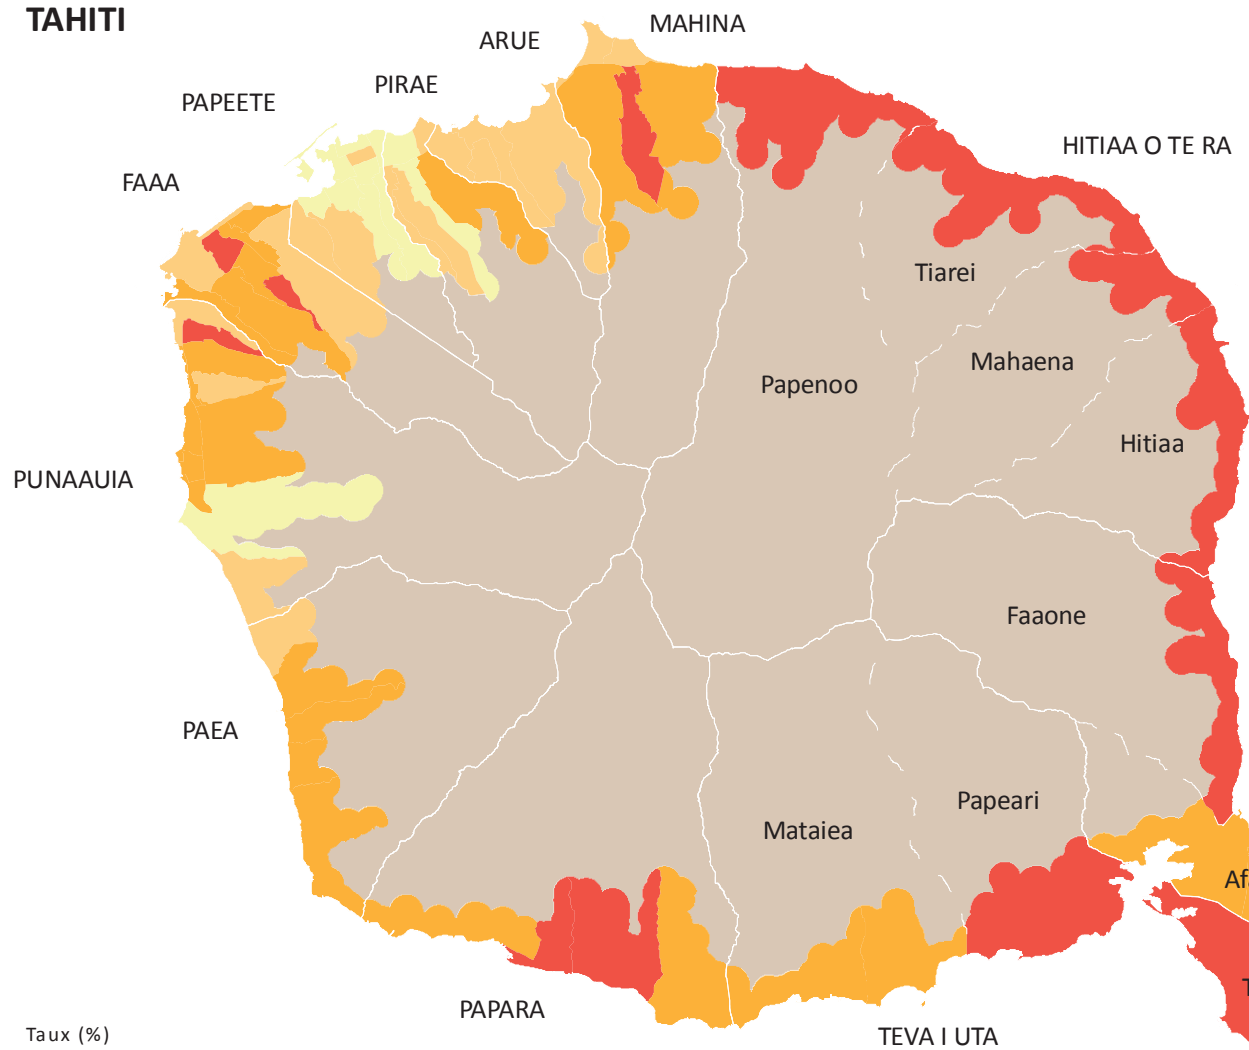 TAHITI
MAHINA
ARUE
PIRAE
PAPEETE
HITIAA O TE RA
FAAA
Tiarei
Mahaena
Papenoo
Hitiaa
PUNAAUIA
Faaone
PAEA
Papeari
Mataiea
Af
T
PAPARA
Taux (%)
TEVA I UTA